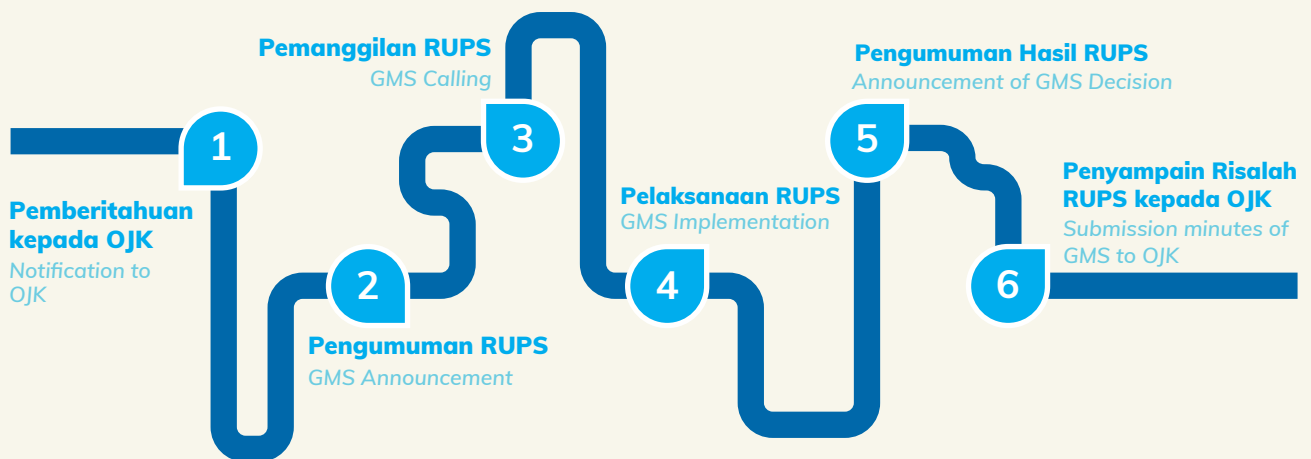 1
Pemberitahuan
kepada OJK
Notification to
OJK
2
Pengumuman RUPS
GMS Announcement
Pemanggilan RUPS
GMS Calling
3
Pelaksanaan RUPS
GMS Implementation
4
Pengumuman Hasil RUPS
Announcement of GMS Decision
5
Penyampain Risalah
RUPS kepada OJK
Submission minutes of
GMS to OJK
6